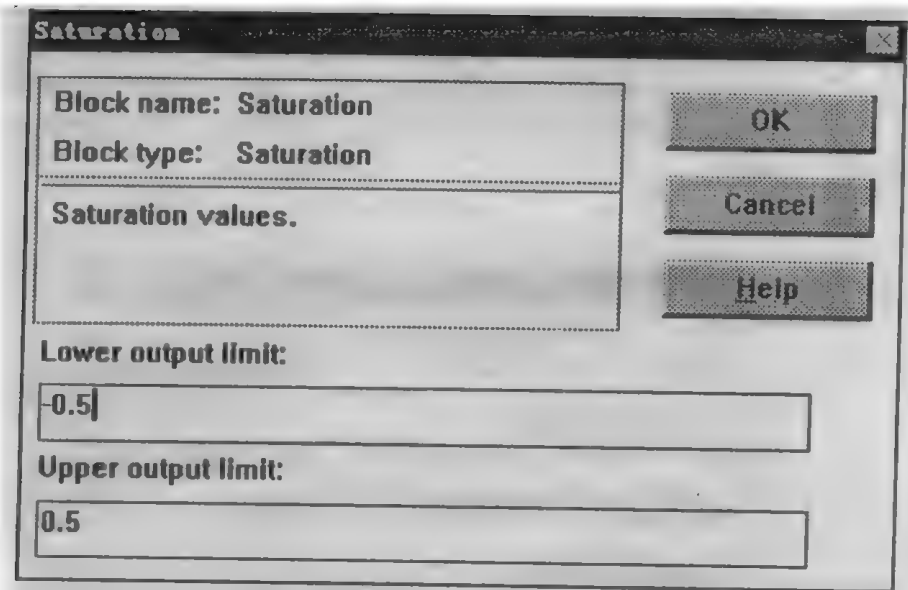 Saturation
Block name: Saturation
Block type: Saturation
Saturation values.
OK
Cancel
Help
Lower output limit:
-0.5
Upper output limit:
0.5